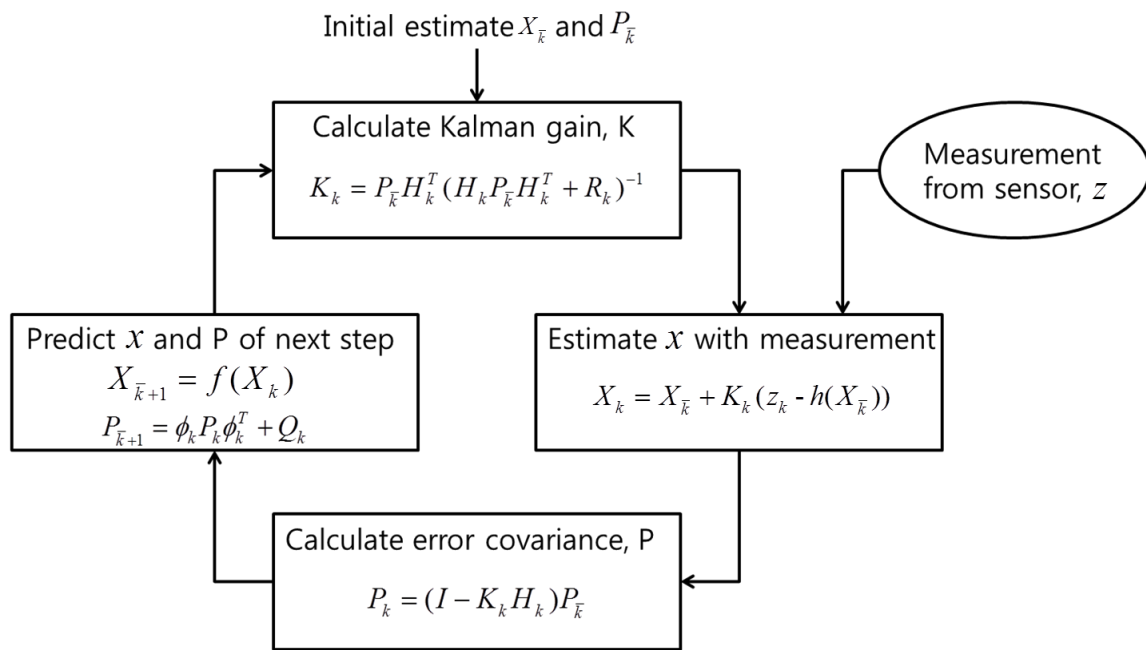 Initial estimate X_k̄ and P_k̄
Calculate Kalman gain, K
K_k = P_k̄ H_k^T (H_k P_k̄ H_k^T + R_k)^-1
Measurement
from sensor, z
Predict x and P of next step
X_k̄+1 = f(X_k)
P_k̄+1 = ϕ_k P_k ϕ_k^T + Q_k
Estimate x with measurement
X_k = X_k̄ + K_k (z_k - h(X_k̄))
Calculate error covariance, P
P_k = (I − K_k H_k) P_k̄